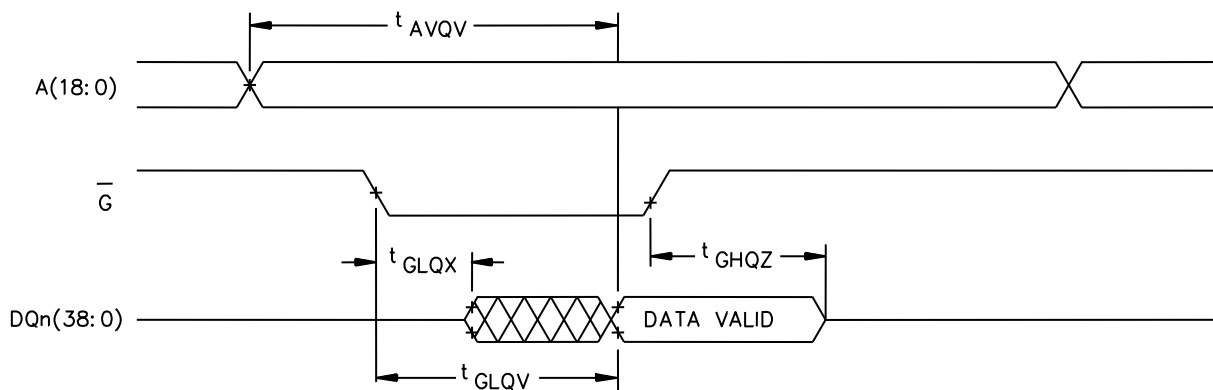 t AVQV
A(18:0)
G̅
t GLQX
t GHQZ
DQn(38:0)
DATA VALID
t GLQV